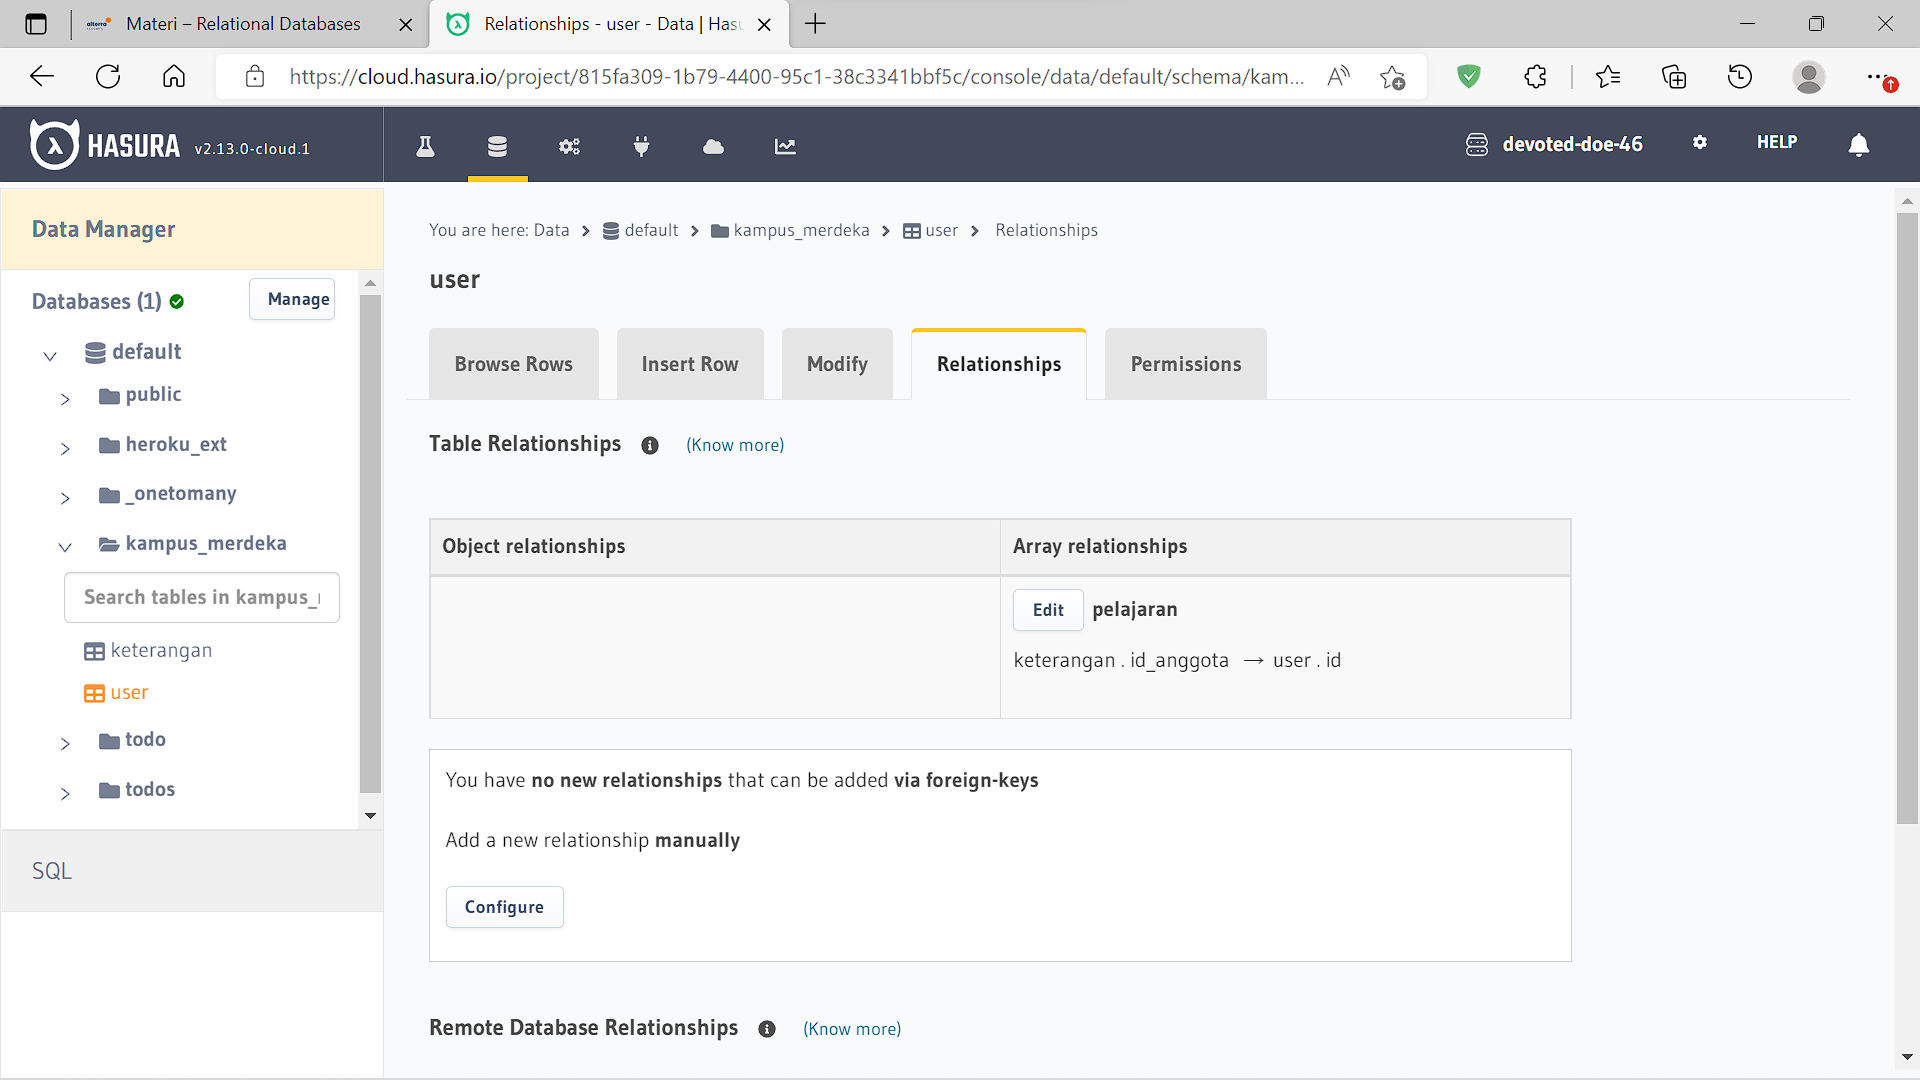 Materi – Relational Databases
Relationships - user - Data | Hasu
https://cloud.hasura.io/project/815fa309-1b79-4400-95c1-38c3341bbf5c/console/data/default/schema/kam...
HASURA v2.13.0-cloud.1
devoted-doe-46
HELP
Data Manager
Databases (1)
Manage
default
public
heroku_ext
_onetomany
kampus_merdeka
Search tables in kampus_
keterangan
user
todo
todos
SQL
You are here: Data > default > kampus_merdeka > user > Relationships
user
Browse Rows
Insert Row
Modify
Relationships
Permissions
Table Relationships (Know more)
Object relationships
Array relationships
Edit pelajaran
keterangan . id_anggota → user . id
You have no new relationships that can be added via foreign-keys
Add a new relationship manually
Configure
Remote Database Relationships (Know more)